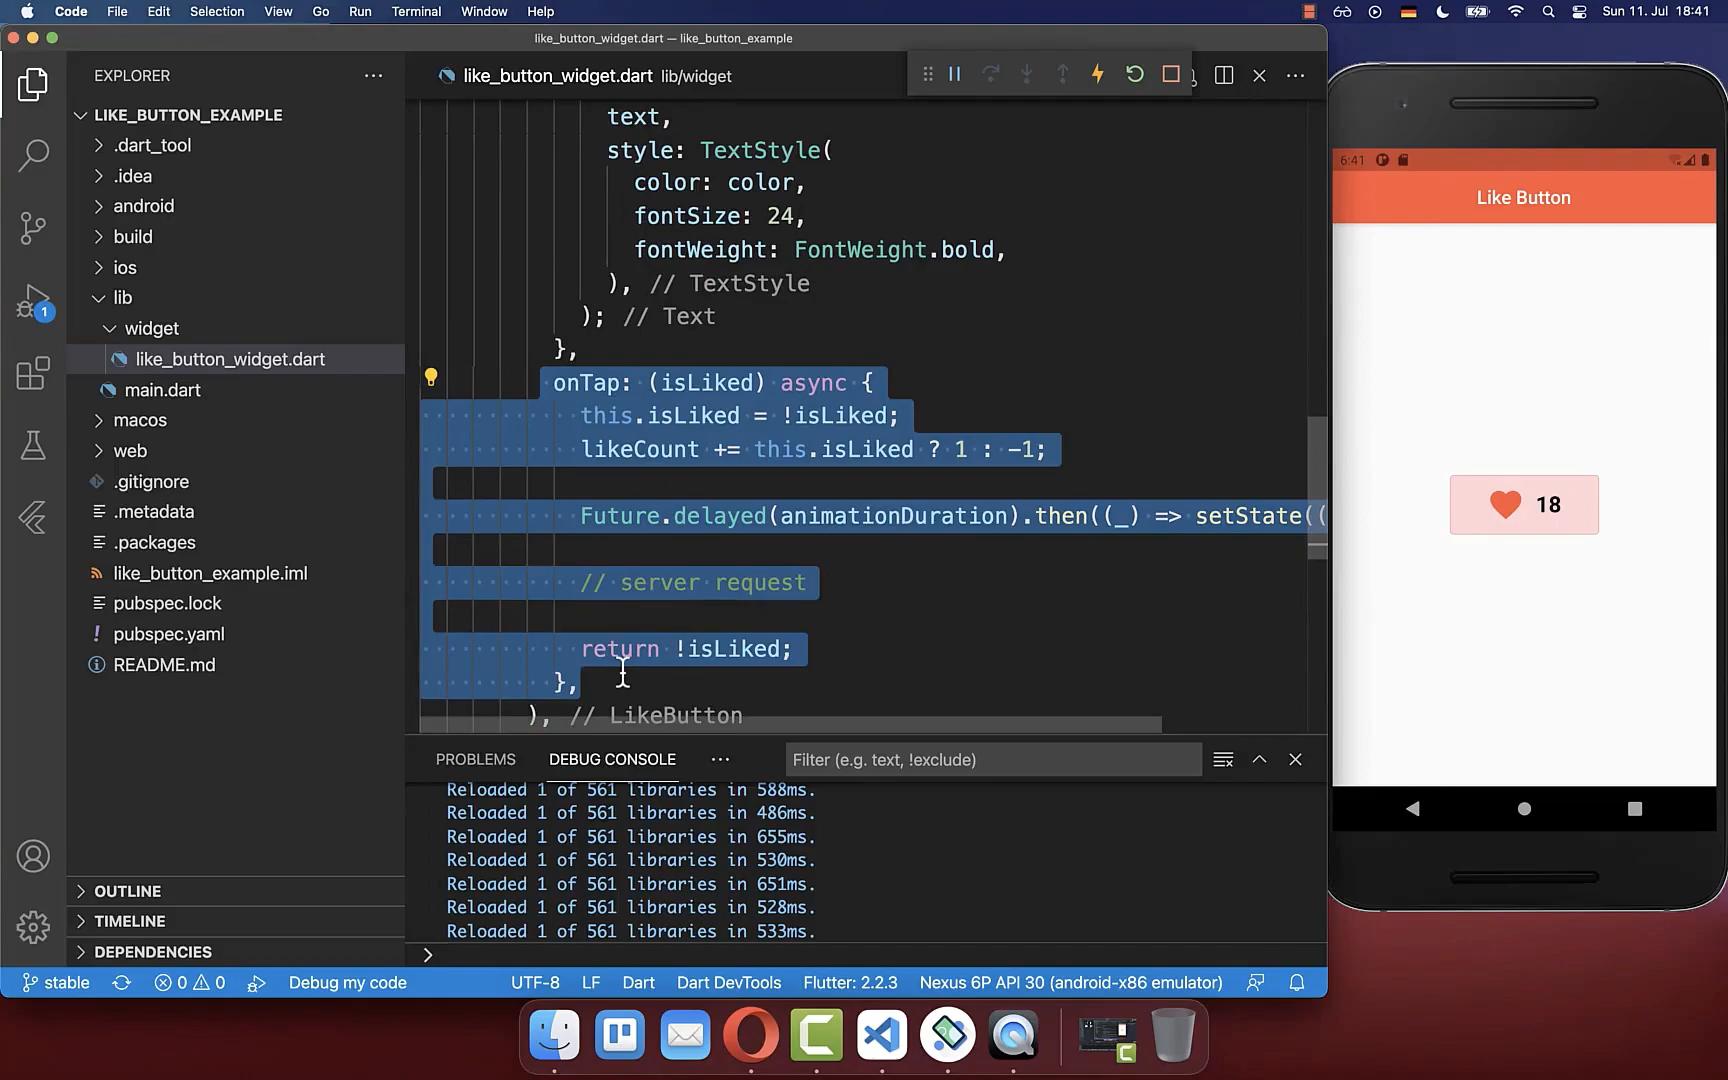 Code File Edit Selection View Go Run Terminal Window Help
Sun 11. Jul 18:41
like_button_widget.dart — like_button_example
EXPLORER
LIKE_BUTTON_EXAMPLE
.dart_tool
.idea
android
build
ios
lib
widget
like_button_widget.dart
main.dart
macos
web
.gitignore
.metadata
.packages
like_button_example.iml
pubspec.lock
! pubspec.yaml
README.md
OUTLINE
TIMELINE
DEPENDENCIES
1
like_button_widget.dart lib/widget
text,
style: TextStyle(
color: color,
fontSize: 24,
fontWeight: FontWeight.bold,
), // TextStyle
); // Text
},
onTap: (isLiked) async {
this.isLiked = !isLiked;
likeCount += this.isLiked ? 1 : -1;
Future.delayed(animationDuration).then((_) => setState((
// server request
return !isLiked;
},
), // LikeButton
PROBLEMS DEBUG CONSOLE ··· Filter (e.g. text, !exclude)
Reloaded 1 of 561 libraries in 588ms.
Reloaded 1 of 561 libraries in 486ms.
Reloaded 1 of 561 libraries in 655ms.
Reloaded 1 of 561 libraries in 530ms.
Reloaded 1 of 561 libraries in 651ms.
Reloaded 1 of 561 libraries in 528ms.
Reloaded 1 of 561 libraries in 533ms.
stable 0 0 Debug my code UTF-8 LF Dart Dart DevTools Flutter: 2.2.3 Nexus 6P API 30 (android-x86 emulator)
6:41
Like Button
18